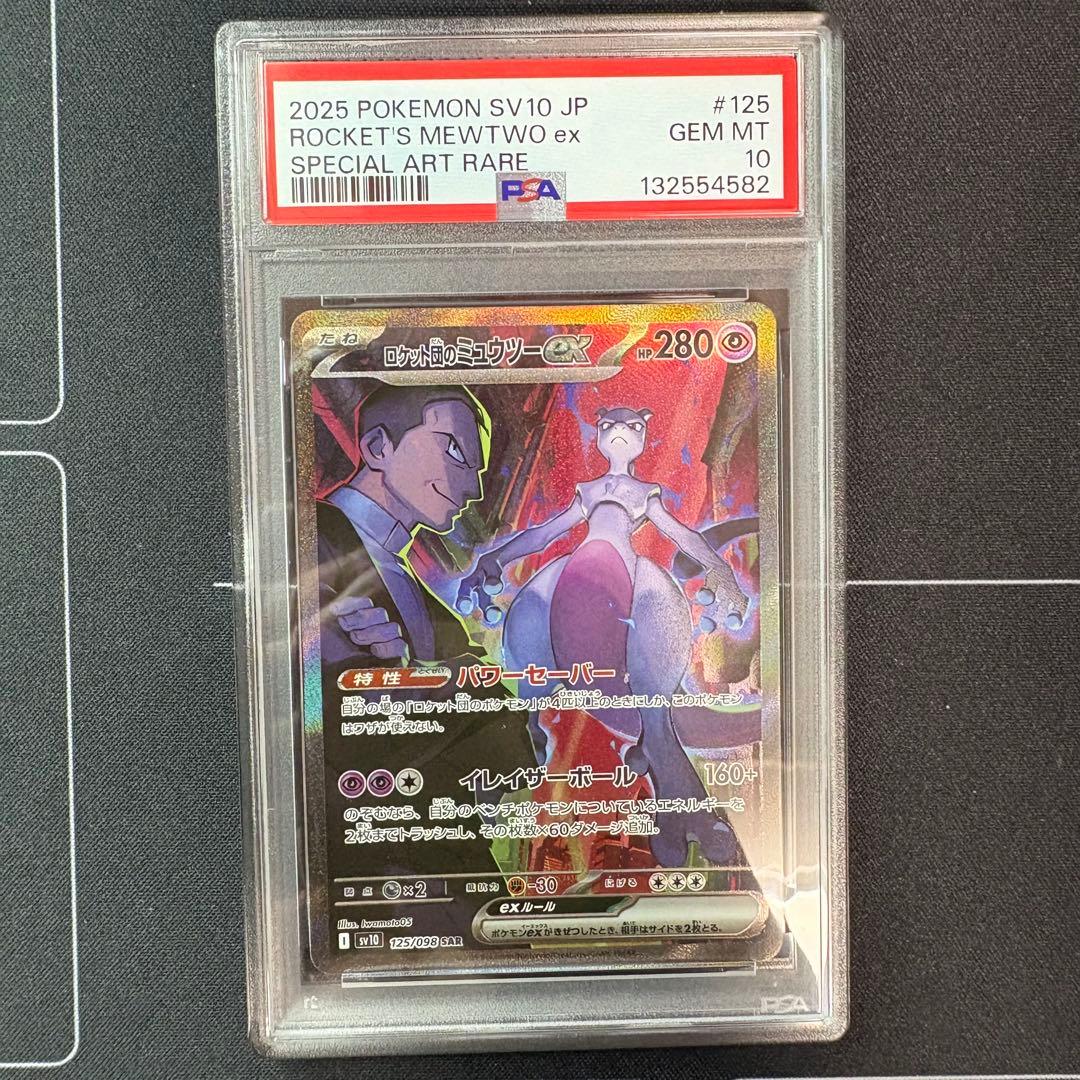 2025 POKEMON SV10 JP #125
ROCKET'S MEWTWO ex GEM MT
SPECIAL ART RARE 10
PSA 132554582
たね ロケット団のミュウツーex HP280
特性 パワーセーバー
自分の場の「ロケット団のポケモン」が4匹以上のときにしか、このポケモン
はワザが使えない。
イレイザーボール 160+
のぞむなら、自分のベンチポケモンについているエネルギーを
2枚までトラッシュし、その枚数×60ダメージ追加。
弱点 ×2 抵抗力 -30 にげる
exルール
ポケモンexがきぜつしたとき、相手はサイドを2枚とる。
Illus. Iwamoto05
I sv10 125/098 SAR
PSA